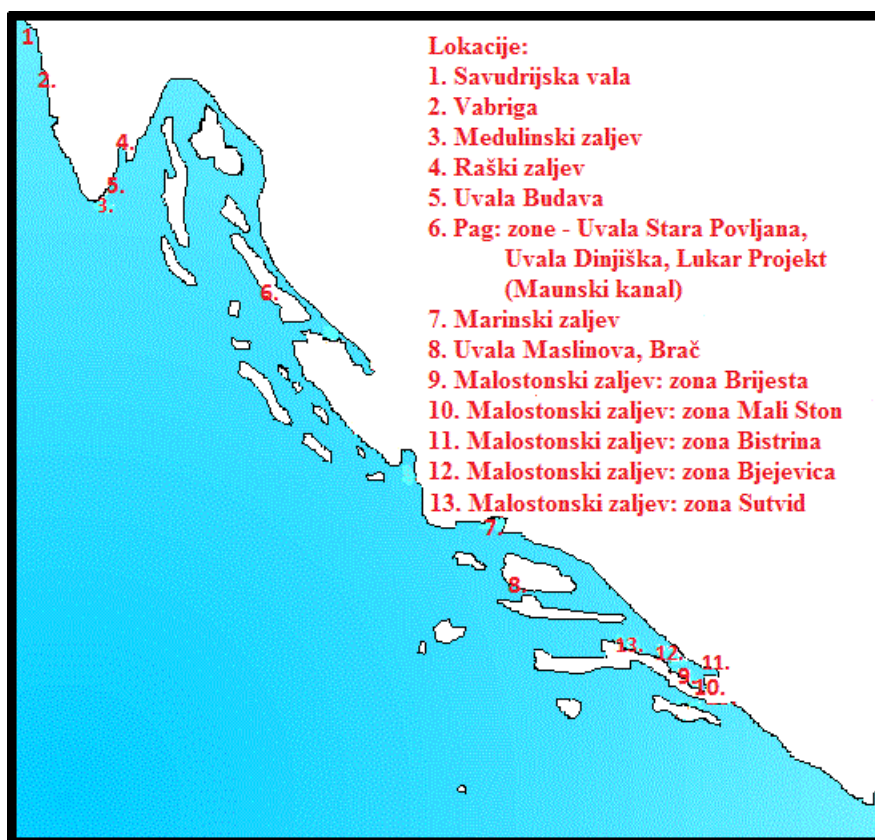 Lokacije:
1. Savudrijska vala
2. Vabriga
3. Medulinski zaljev
4. Raški zaljev
5. Uvala Budava
6. Pag: zone - Uvala Stara Povljana,
Uvala Dinjiška, Lukar Projekt
(Maunski kanal)
7. Marinski zaljev
8. Uvala Maslinova, Brač
9. Malostonski zaljev: zona Brijesta
10. Malostonski zaljev: zona Mali Ston
11. Malostonski zaljev: zona Bistrina
12. Malostonski zaljev: zona Bjejevica
13. Malostonski zaljev: zona Sutvid
1
2.
4.
5.
3.
6.
7.
8.
13.
12.
11.
9.
10.